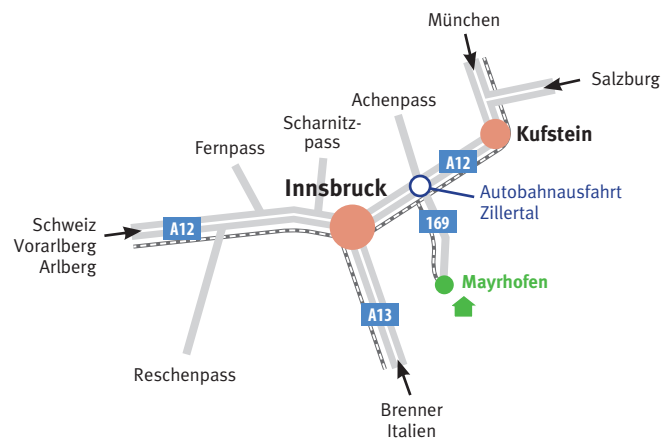 München
Salzburg
Achenpass
Scharnitz-
pass
Kufstein
Fernpass
A12
Innsbruck
Autobahnausfahrt
Zillertal
Schweiz
Vorarlberg
Arlberg
A12
169
Mayrhofen
A13
Reschenpass
Brenner
Italien